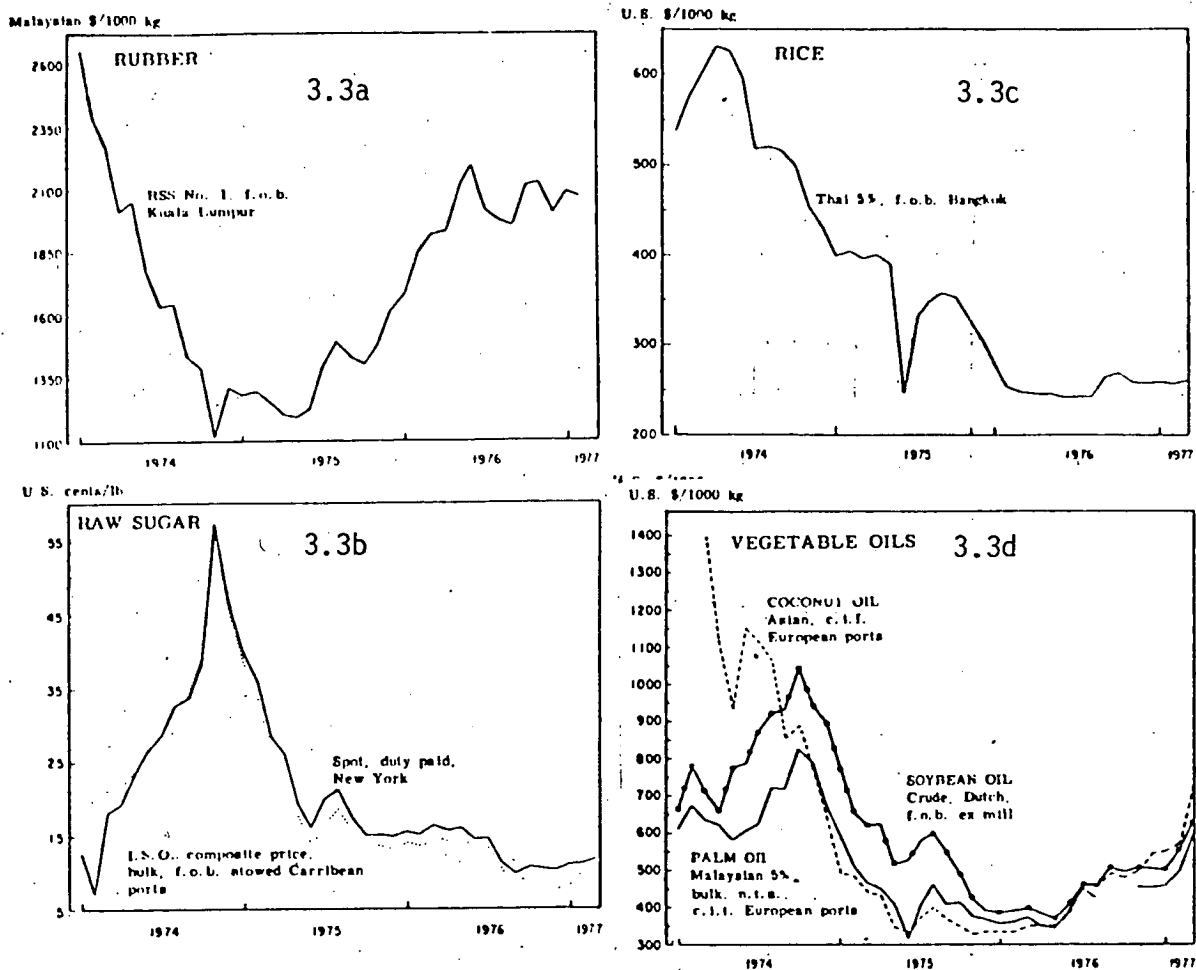 Malaysian $/1000 kg
RUBBER
3.3a
2600
2350
2100
1850
1600
1350
1100
RSS No. 1, f.o.b.
Kuala Lumpur
1974
1975
1976
1977
U.S. $/1000 kg
RICE
3.3c
600
500
400
300
200
Thai 5%, f.o.b. Bangkok
1974
1975
1976
1977
U.S. cents/lb
RAW SUGAR
3.3b
55
45
35
25
15
5
Spot, duty paid,
New York
I.S.O., composite price,
bulk, f.o.b. stowed Carribean
ports
1974
1975
1976
1977
U.S. $/1000 kg
VEGETABLE OILS
3.3d
1400
1300
1200
1100
1000
900
800
700
600
500
400
300
COCONUT OIL
Asian, c.i.f.
European ports
SOYBEAN OIL
Crude, Dutch,
f.o.b. ex mill
PALM OIL
Malaysian 5%,
bulk, n.t.a.,
c.i.f. European ports
1974
1975
1976
1977